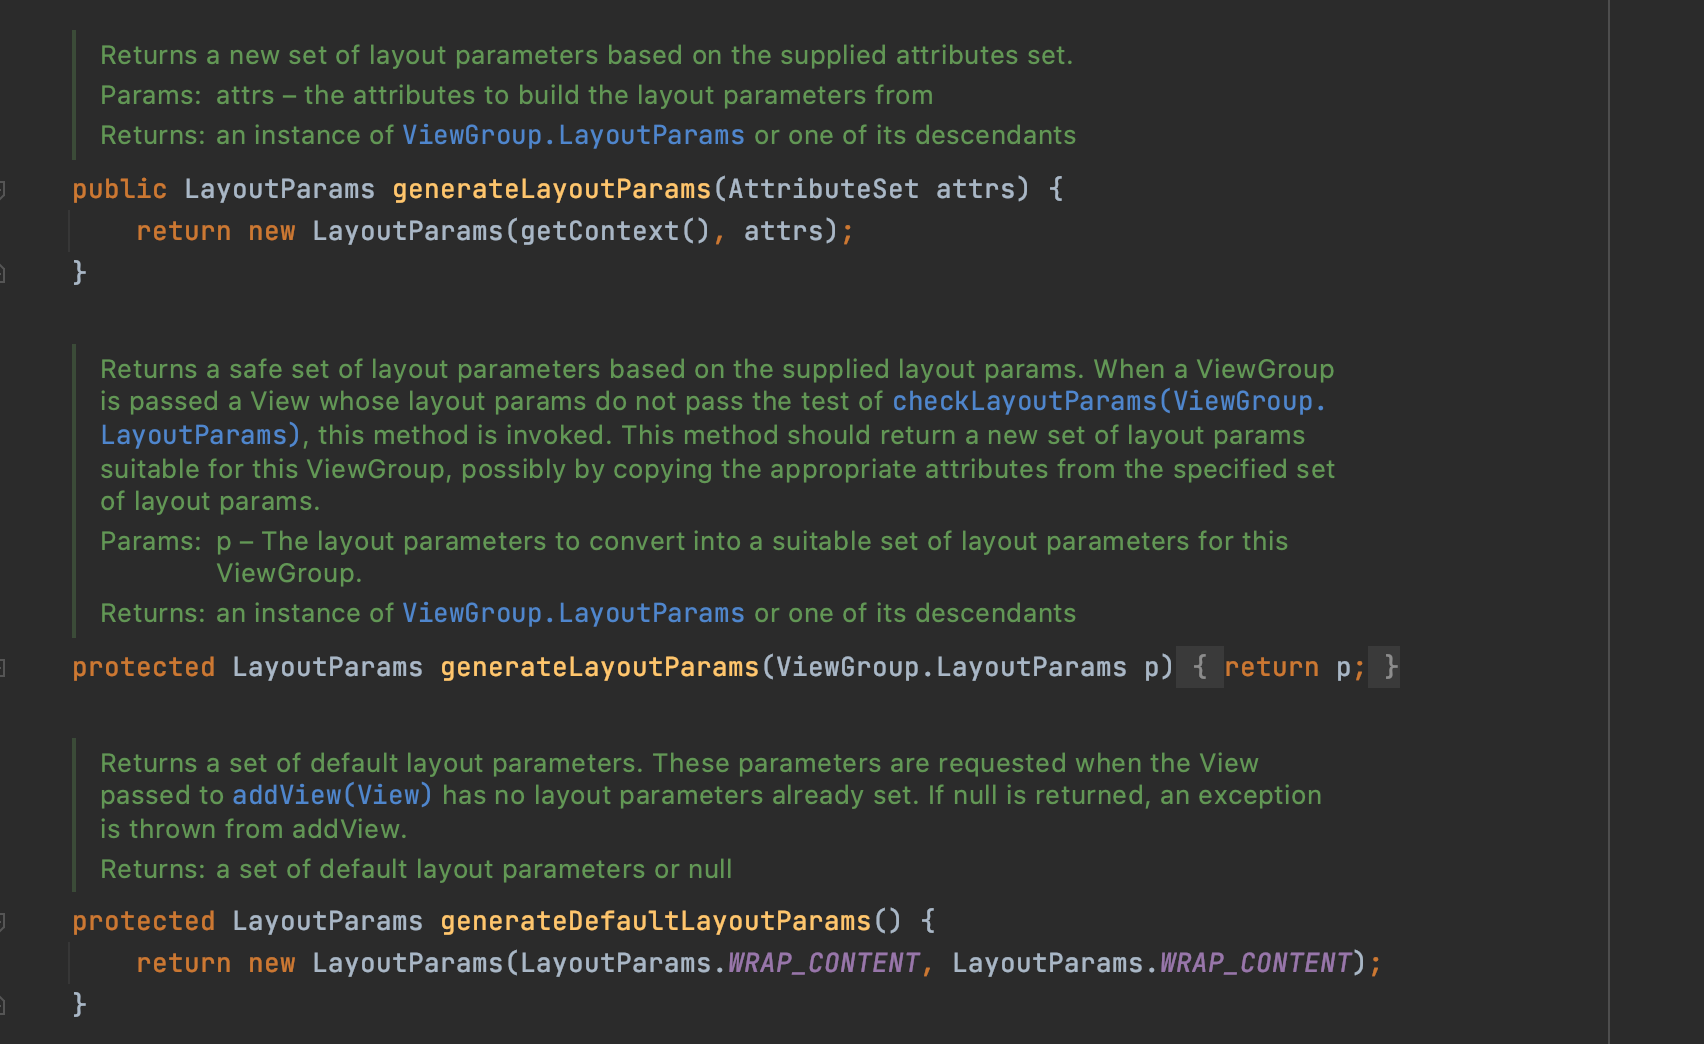 Returns a new set of layout parameters based on the supplied attributes set.
Params: attrs – the attributes to build the layout parameters from
Returns: an instance of ViewGroup.LayoutParams or one of its descendants
public LayoutParams generateLayoutParams(AttributeSet attrs) {
return new LayoutParams(getContext(), attrs);
}
Returns a safe set of layout parameters based on the supplied layout params. When a ViewGroup
is passed a View whose layout params do not pass the test of checkLayoutParams(ViewGroup.
LayoutParams), this method is invoked. This method should return a new set of layout params
suitable for this ViewGroup, possibly by copying the appropriate attributes from the specified set
of layout params.
Params: p – The layout parameters to convert into a suitable set of layout parameters for this
ViewGroup.
Returns: an instance of ViewGroup.LayoutParams or one of its descendants
protected LayoutParams generateLayoutParams(ViewGroup.LayoutParams p) { return p; }
Returns a set of default layout parameters. These parameters are requested when the View
passed to addView(View) has no layout parameters already set. If null is returned, an exception
is thrown from addView.
Returns: a set of default layout parameters or null
protected LayoutParams generateDefaultLayoutParams() {
return new LayoutParams(LayoutParams.WRAP_CONTENT, LayoutParams.WRAP_CONTENT);
}